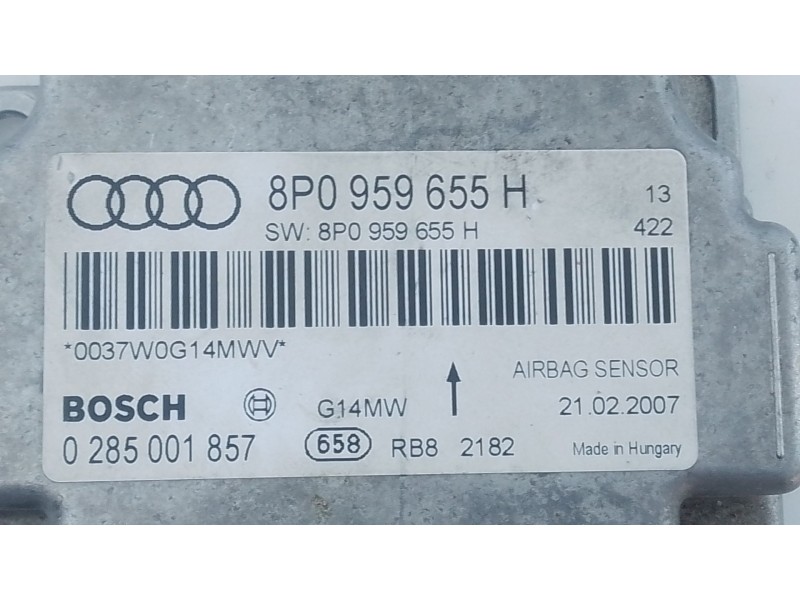 8P0 959 655 H 13
SW: 8P0 959 655 H 422
*0037W0G14MWV*
AIRBAG SENSOR
BOSCH G14MW 21.02.2007
0 285 001 857 658 RB8 2182 Made in Hungary